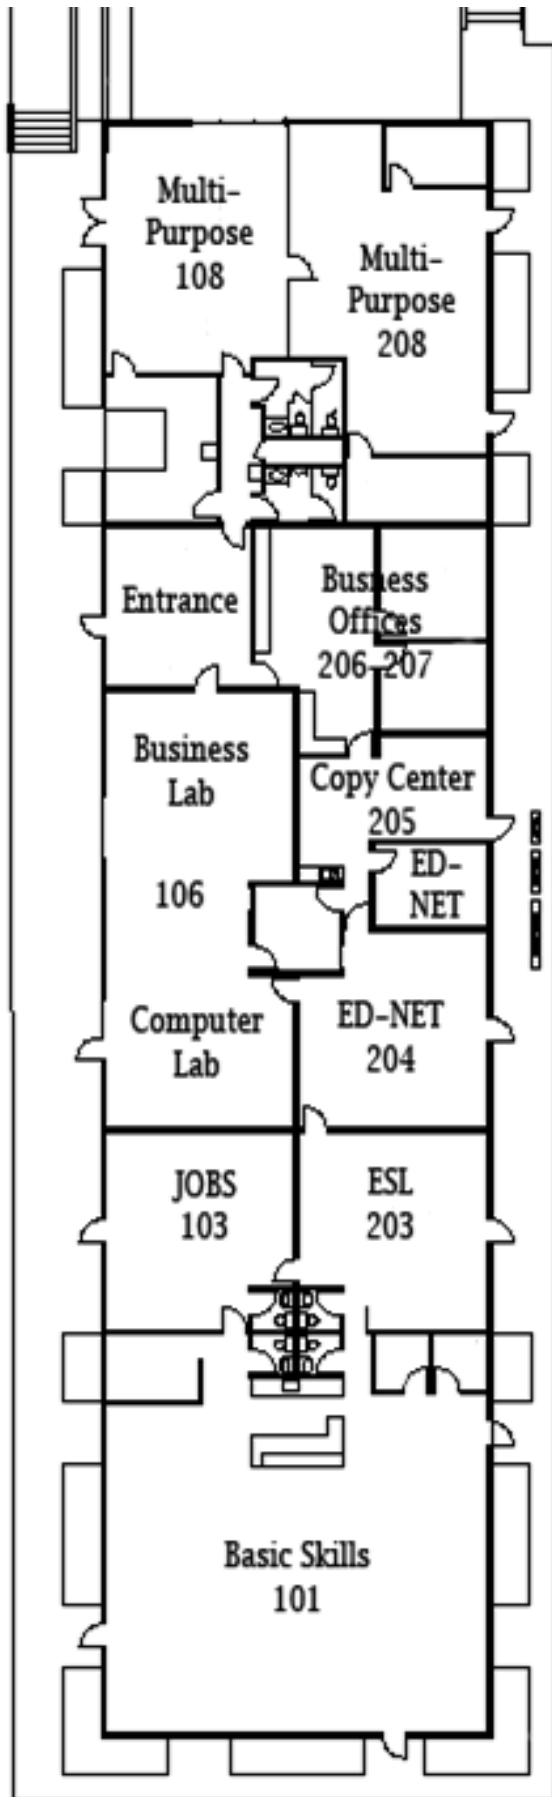 Multi-
Purpose
108
Multi-
Purpose
208
Entrance
Business
Offices
206-207
Business
Lab
106
Computer
Lab
Copy Center
205
ED-
NET
ED-NET
204
JOBS
103
ESL
203
Basic Skills
101